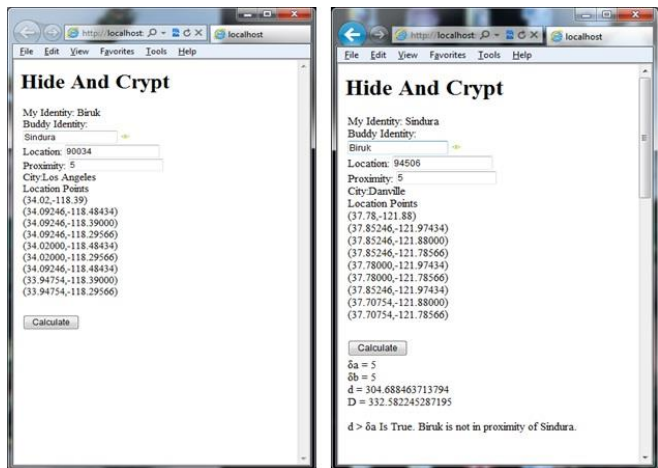 http://localhost
localhost
File Edit View Favorites Tools Help
Hide And Crypt
My Identity: Biruk
Buddy Identity:
Sindura
Location: 90034
Proximity: 5
City:Los Angeles
Location Points
(34.02,-118.39)
(34.09246,-118.48434)
(34.09246,-118.39000)
(34.09246,-118.29566)
(34.02000,-118.48434)
(34.02000,-118.29566)
(34.09246,-118.48434)
(33.94754,-118.39000)
(33.94754,-118.29566)
Calculate
http://localhost
localhost
File Edit View Favorites Tools Help
Hide And Crypt
My Identity: Sindura
Buddy Identity:
Biruk
Location: 94506
Proximity: 5
City:Danville
Location Points
(37.78,-121.88)
(37.85246,-121.97434)
(37.85246,-121.88000)
(37.85246,-121.78566)
(37.78000,-121.97434)
(37.78000,-121.78566)
(37.85246,-121.97434)
(37.70754,-121.88000)
(37.70754,-121.78566)
Calculate
δa = 5
δb = 5
d = 304.688463713794
D = 332.582245287195
d > δa Is True. Biruk is not in proximity of Sindura.